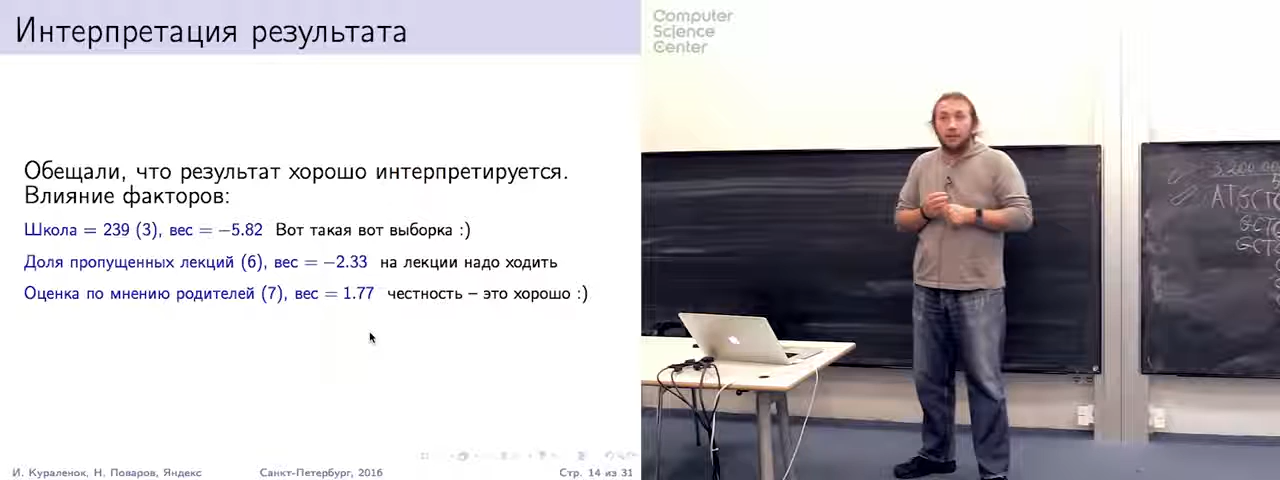 Интерпретация результата
Обещали, что результат хорошо интерпретируется.
Влияние факторов:
Школа = 239 (3), вес = −5.82 Вот такая вот выборка :)
Доля пропущенных лекций (6), вес = −2.33 на лекции надо ходить
Оценка по мнению родителей (7), вес = 1.77 честность – это хорошо :)
И. Кураленок, Н. Поваров, Яндекс Санкт-Петербург, 2016 Стр. 14 из 31
Computer
Science
Center